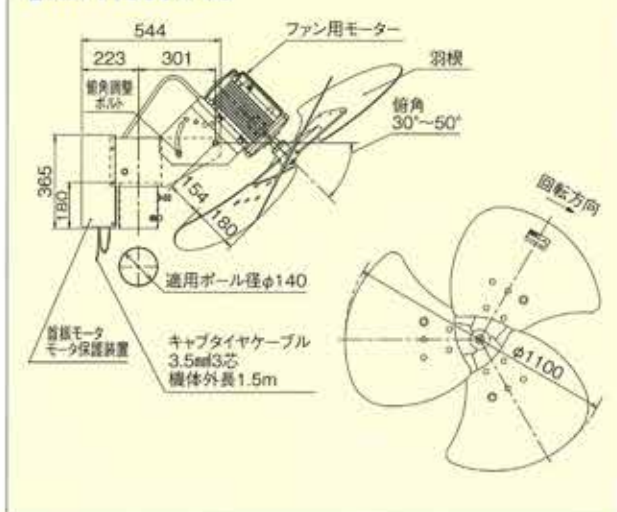 544
ファン用モーター
223
301
羽根
俯角調整
ボルト
俯角
30°〜50°
365
180
154
180
回転方向
適用ポール径φ140
首振モータ
モータ保護装置
キャブタイヤケーブル
3.5㎟3芯
機体外長1.5m
φ1100